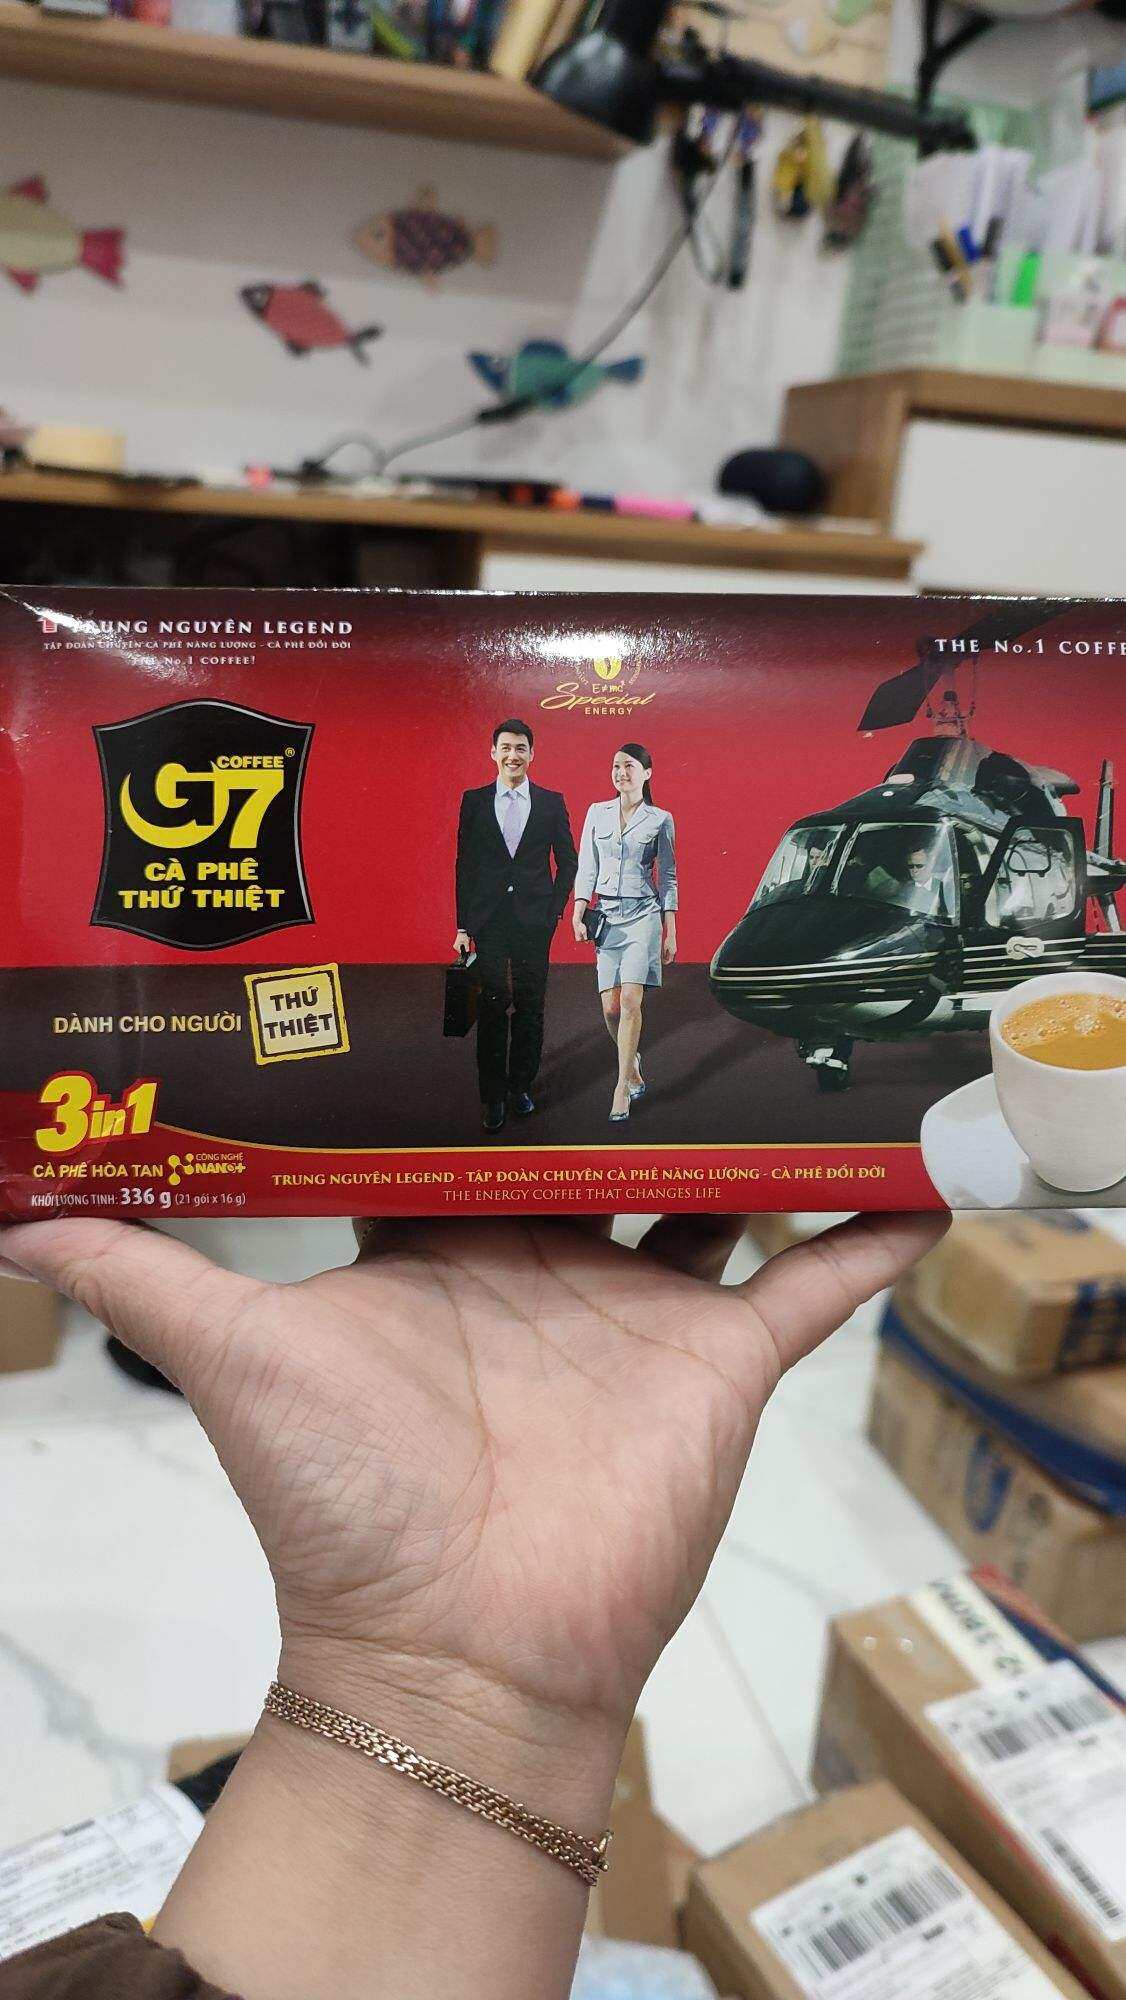 TRUNG NGUYÊN LEGEND
TẬP ĐOÀN CHUYÊN CÀ PHÊ NĂNG LƯỢNG - CÀ PHÊ ĐỔI ĐỜI
THE No.1 COFFEE!
THE No.1 COFFE
Special
ENERGY
COFFEE®
G7
CÀ PHÊ
THỨ THIỆT
DÀNH CHO NGƯỜI
THỨ
THIỆT
3in1
CÀ PHÊ HÒA TAN
CÔNG NGHỆ
NANO+
KHỐI LƯỢNG TỊNH: 336 g (21 gói x 16 g)
TRUNG NGUYÊN LEGEND - TẬP ĐOÀN CHUYÊN CÀ PHÊ NĂNG LƯỢNG - CÀ PHÊ ĐỔI ĐỜI
THE ENERGY COFFEE THAT CHANGES LIFE